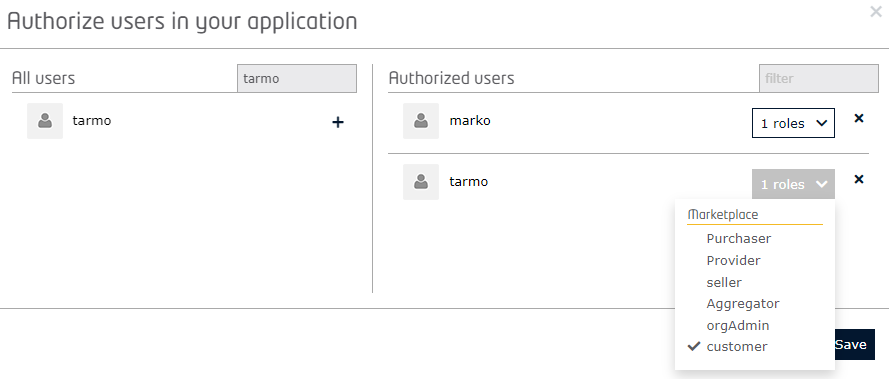 Authorize users in your application
×
All users
tarmo
tarmo
+
Authorized users
filter
marko
1 roles
×
tarmo
1 roles
×
Marketplace
Purchaser
Provider
seller
Aggregator
orgAdmin
customer
Save